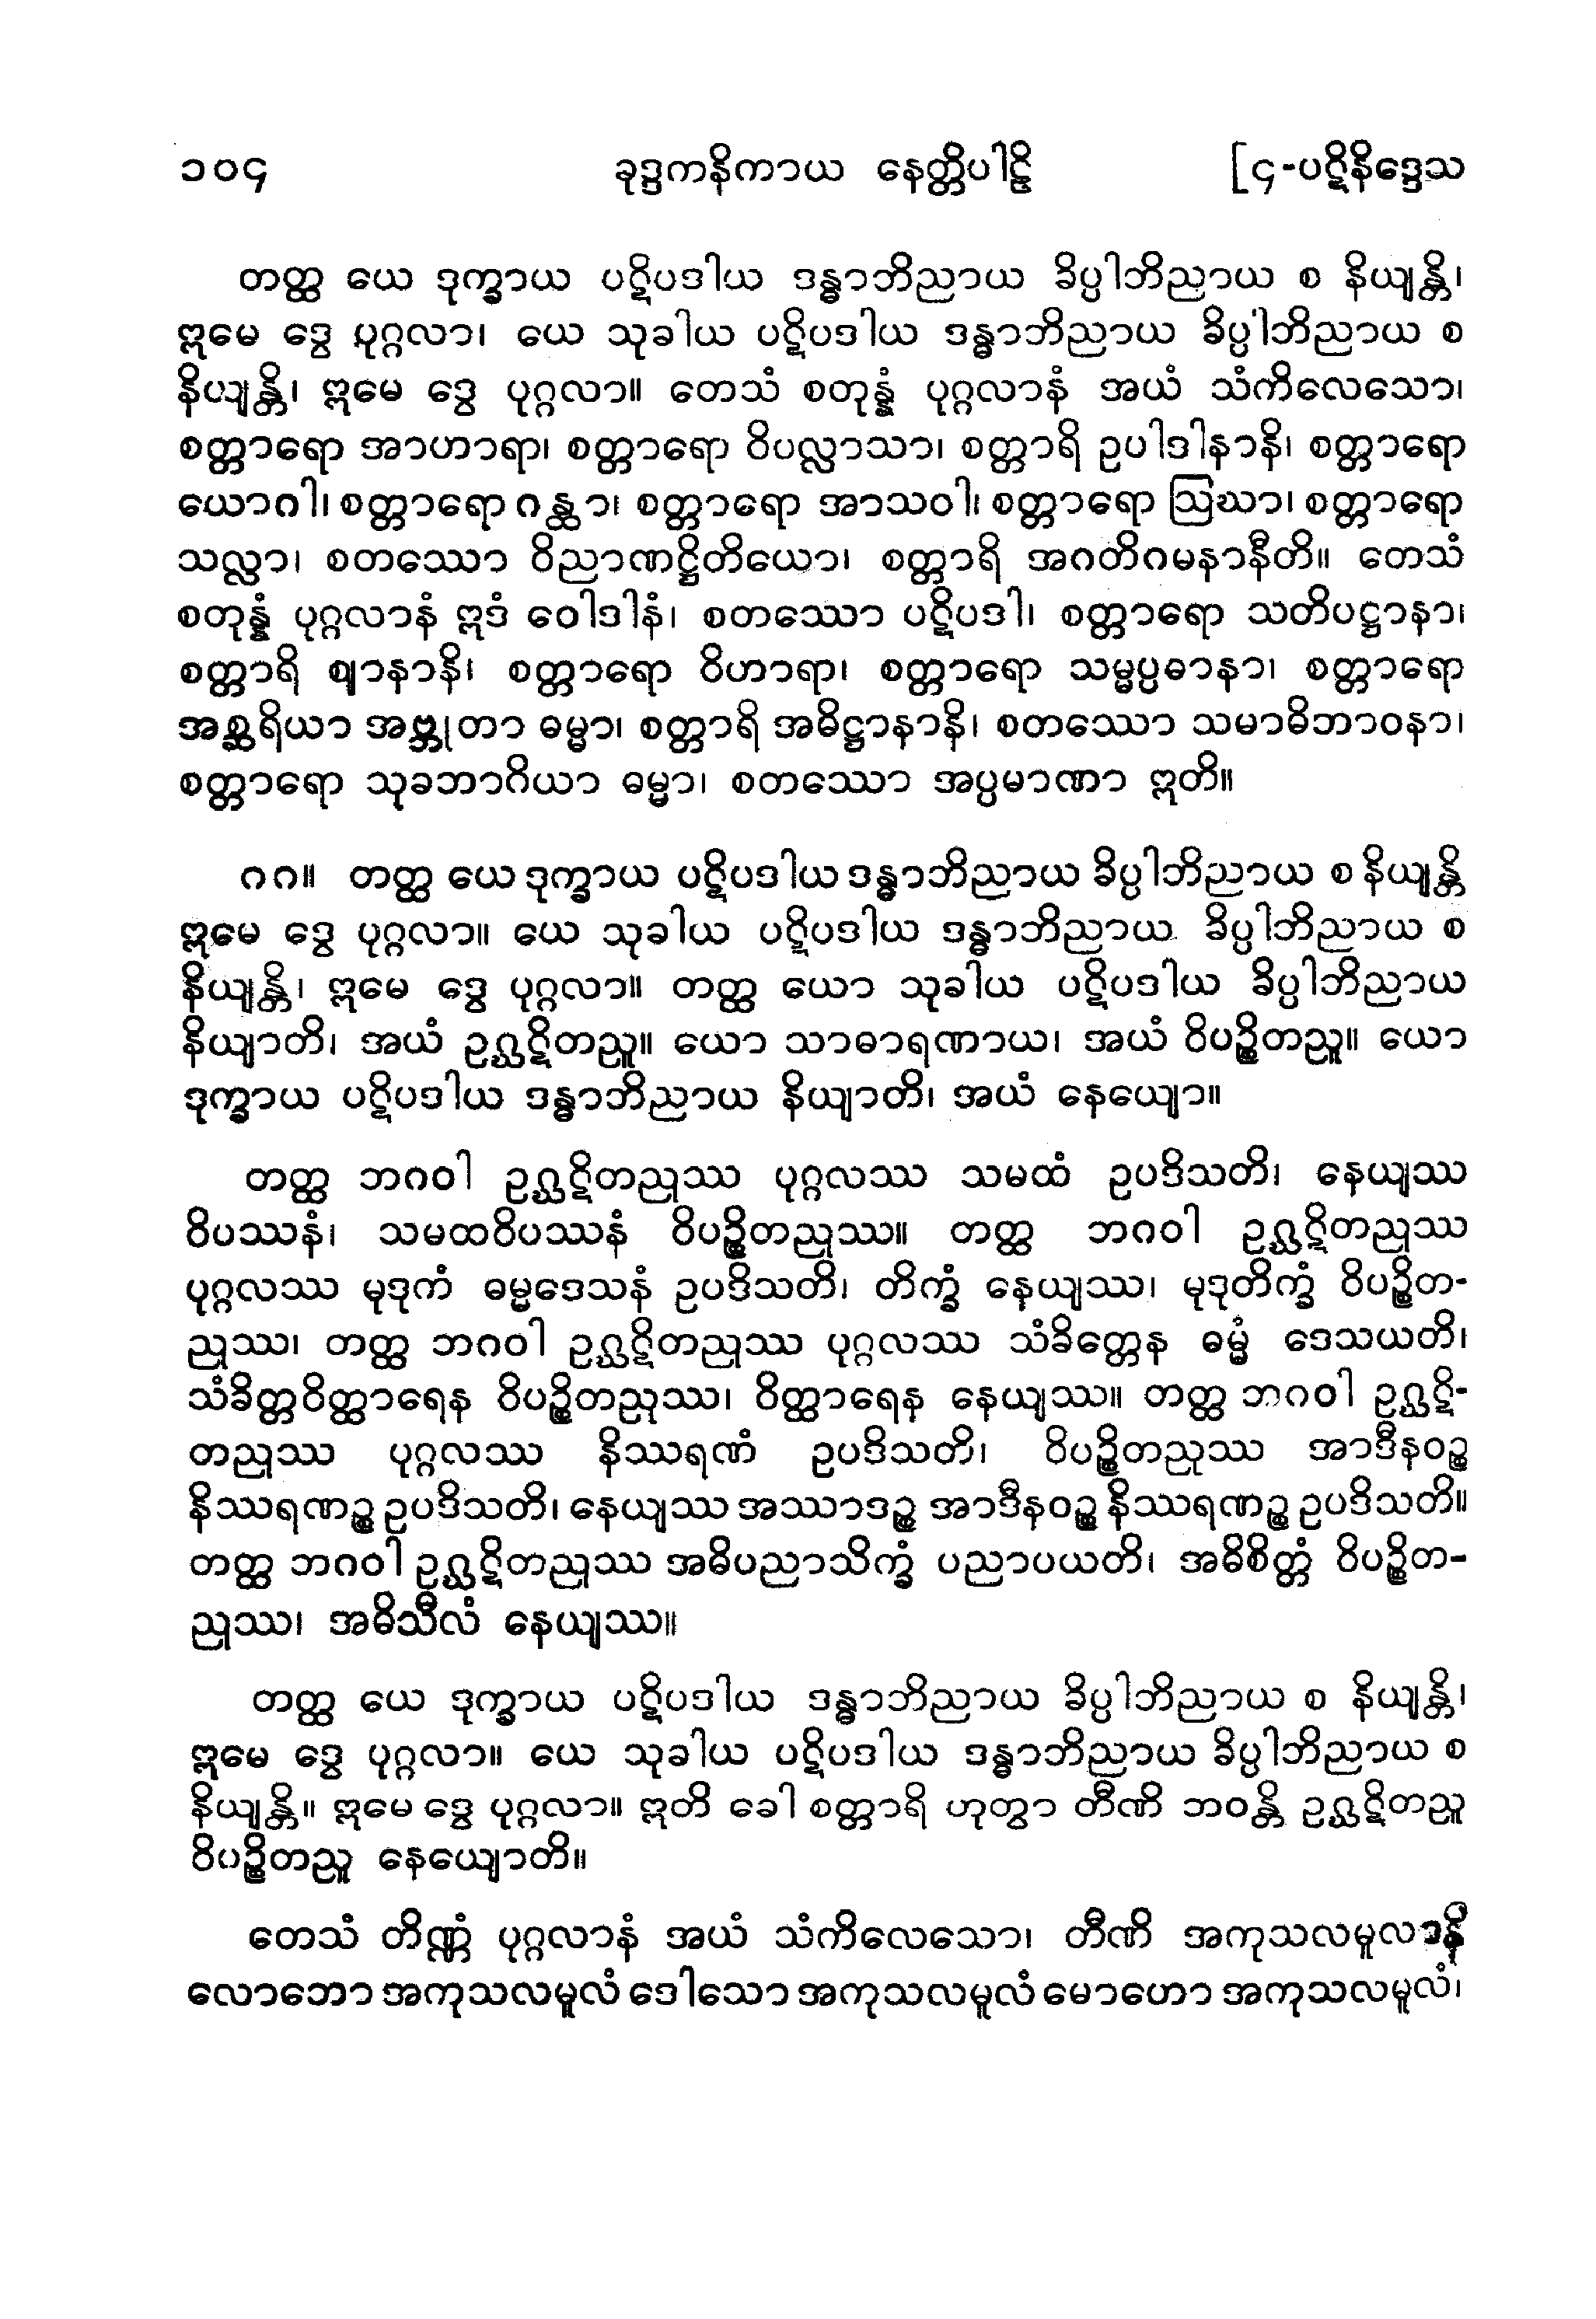 ၁၀၄ ခုဒ္ဒကနိကာယ နေတ္တိပါဠိ [၄-ပဋိနိဒ္ဒေသ
တတ္ထ ယေ ဒုက္ခာယ ပဋိပဒါယ ဒန္ဓာဘိညာယ ခိပ္ပါဘိညာယ စ နိယျန္တိ၊
ဣမေ ဒွေ ပုဂ္ဂလာ၊ ယေ သုခါယ ပဋိပဒါယ ဒန္ဓာဘိညာယ ခိပ္ပါဘိညာယ စ
နိယျန္တိ၊ ဣမေ ဒွေ ပုဂ္ဂလာ။ တေသံ စတုန္နံ ပုဂ္ဂလာနံ အယံ သံကိလေသော၊
စတ္တာရော အာဟာရာ၊ စတ္တာရော ဝိပလ္လာသာ၊ စတ္တာရိ ဥပါဒါနာနိ၊ စတ္တာရော
ယောဂါ၊ စတ္တာရော ဂန္ထာ၊ စတ္တာရော အာသဝါ၊ စတ္တာရော ဩဃာ၊ စတ္တာရော
သလ္လာ၊ စတဿော ဝိညာဏဋ္ဌိတိယော၊ စတ္တာရိ အဂတိဂမနာနီတိ။ တေသံ
စတုန္နံ ပုဂ္ဂလာနံ ဣဒံ ဝေါဒါနံ၊ စတဿော ပဋိပဒါ၊ စတ္တာရော သတိပဋ္ဌာနာ၊
စတ္တာရိ ဈာနာနိ၊ စတ္တာရော ဝိဟာရာ၊ စတ္တာရော သမ္မပ္ပဓာနာ၊ စတ္တာရော
အစ္ဆရိယာ အဗ္ဘုတာ ဓမ္မာ၊ စတ္တာရိ အဓိဋ္ဌာနာနိ၊ စတဿော သမာဓိဘာဝနာ၊
စတ္တာရော သုခဘာဂိယာ ဓမ္မာ၊ စတဿော အပ္ပမာဏာ ဣတိ။
ဂဂ။ တတ္ထ ယေ ဒုက္ခာယ ပဋိပဒါယ ဒန္ဓာဘိညာယ ခိပ္ပါဘိညာယ စ နိယျန္တိ
ဣမေ ဒွေ ပုဂ္ဂလာ။ ယေ သုခါယ ပဋိပဒါယ ဒန္ဓာဘိညာယ ခိပ္ပါဘိညာယ စ
နိယျန္တိ၊ ဣမေ ဒွေ ပုဂ္ဂလာ။ တတ္ထ ယော သုခါယ ပဋိပဒါယ ခိပ္ပါဘိညာယ
နိယျာတိ၊ အယံ ဥဂ္ဃဋိတညူ။ ယော သာဓာရဏာယ၊ အယံ ဝိပဉ္စိတညူ။ ယော
ဒုက္ခာယ ပဋိပဒါယ ဒန္ဓာဘိညာယ နိယျာတိ၊ အယံ နေယျော။
တတ္ထ ဘဂဝါ ဥဂ္ဃဋိတညုဿ ပုဂ္ဂလဿ သမထံ ဥပဒိသတိ၊ နေယျဿ
ဝိပဿနံ၊ သမထဝိပဿနံ ဝိပဉ္စိတညုဿ။ တတ္ထ ဘဂဝါ ဥဂ္ဃဋိတညုဿ
ပုဂ္ဂလဿ မုဒုကံ ဓမ္မဒေသနံ ဥပဒိသတိ၊ တိက္ခံ နေယျဿ၊ မုဒုတိက္ခံ ဝိပဉ္စိတ-
ညုဿ၊ တတ္ထ ဘဂဝါ ဥဂ္ဃဋိတညုဿ ပုဂ္ဂလဿ သံခိတ္တေန ဓမ္မံ ဒေသယတိ၊
သံခိတ္တဝိတ္ထာရေန ဝိပဉ္စိတညုဿ၊ ဝိတ္ထာရေန နေယျဿ။ တတ္ထ ဘဂဝါ ဥဂ္ဃဋိ-
တညုဿ ပုဂ္ဂလဿ နိဿရဏံ ဥပဒိသတိ၊ ဝိပဉ္စိတညုဿ အာဒီနဝဉ္စ
နိဿရဏဉ္စ ဥပဒိသတိ၊ နေယျဿ အဿာဒဉ္စ အာဒီနဝဉ္စ နိဿရဏဉ္စ ဥပဒိသတိ။
တတ္ထ ဘဂဝါ ဥဂ္ဃဋိတညုဿ အဓိပညာသိက္ခံ ပညာပယတိ၊ အဓိစိတ္တံ ဝိပဉ္စိတ-
ညုဿ၊ အဓိသီလံ နေယျဿ။
တတ္ထ ယေ ဒုက္ခာယ ပဋိပဒါယ ဒန္ဓာဘိညာယ ခိပ္ပါဘိညာယ စ နိယျန္တိ၊
ဣမေ ဒွေ ပုဂ္ဂလာ။ ယေ သုခါယ ပဋိပဒါယ ဒန္ဓာဘိညာယ ခိပ္ပါဘိညာယ စ
နိယျန္တိ။ ဣမေ ဒွေ ပုဂ္ဂလာ။ ဣတိ ခေါ စတ္တာရိ ဟုတွာ တီဏိ ဘဝန္တိ ဥဂ္ဃဋိတညူ
ဝိပဉ္စိတညူ နေယျောတိ။
တေသံ တိဏ္ဏံ ပုဂ္ဂလာနံ အယံ သံကိလေသော၊ တီဏိ အကုသလမူလာနိ
လောဘော အကုသလမူလံ ဒေါသော အကုသလမူလံ မောဟော အကုသလမူလံ၊